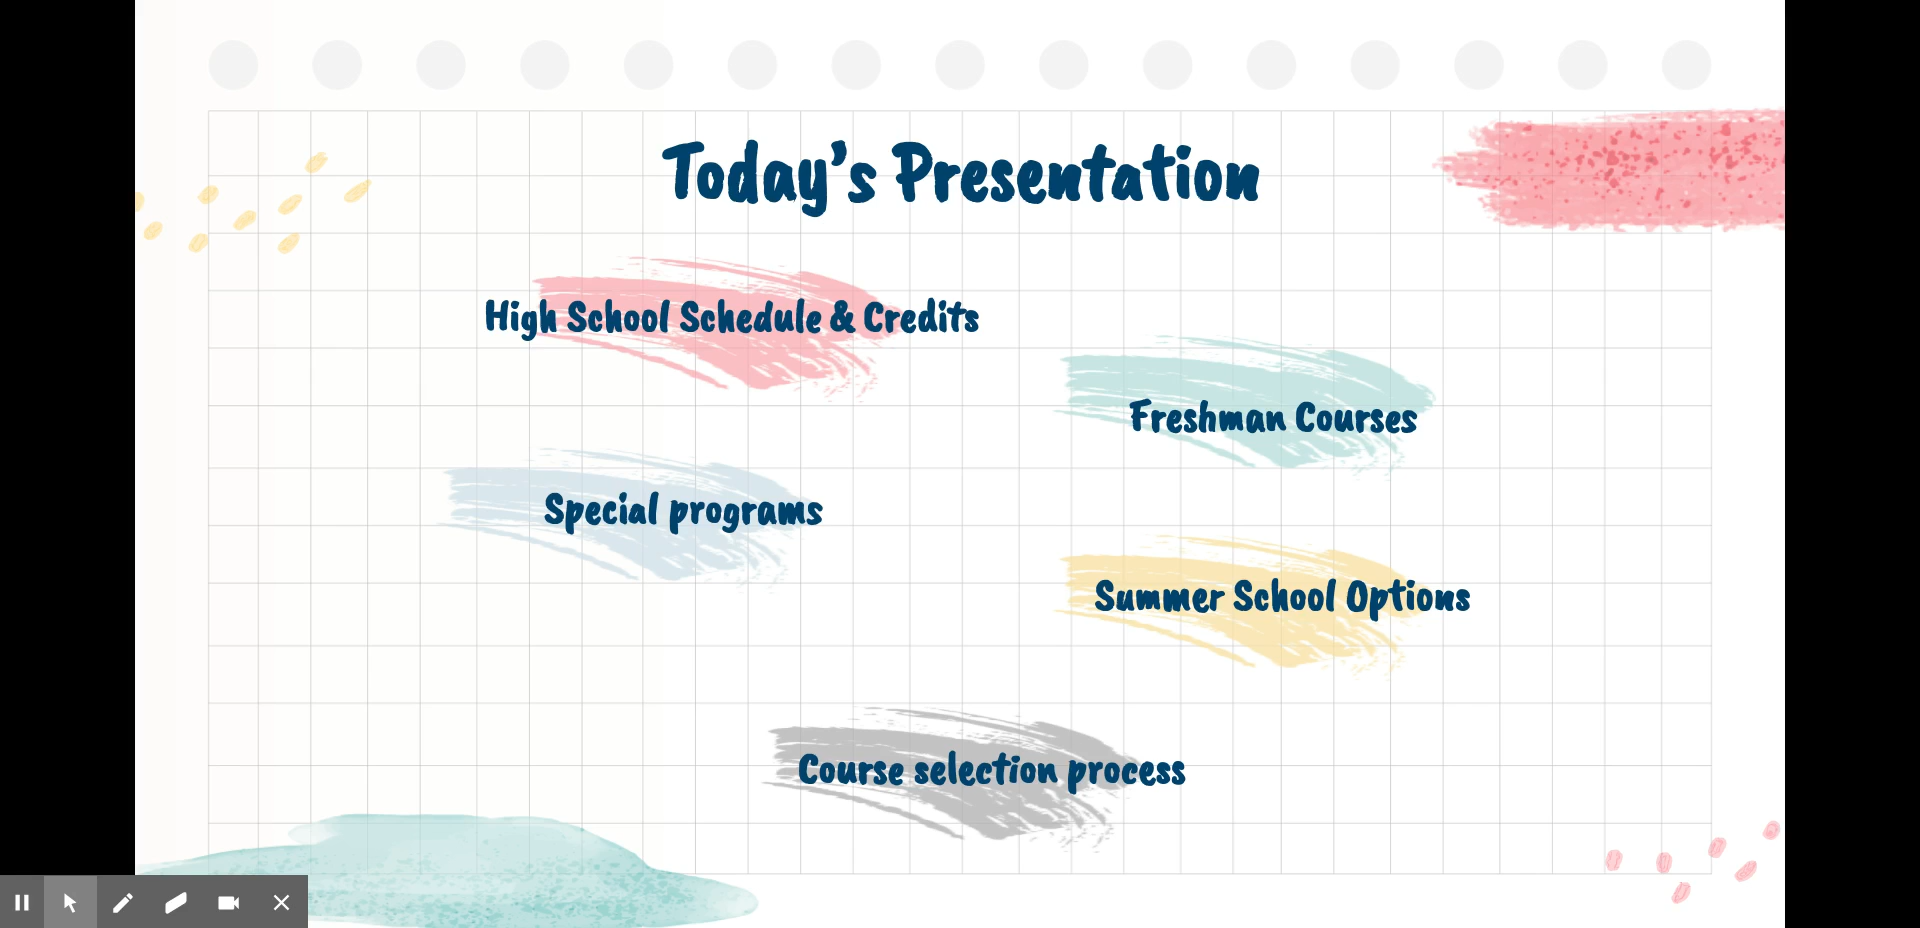 Today's Presentation
High School Schedule & Credits
Freshman Courses
Special programs
Summer School Options
Course selection process